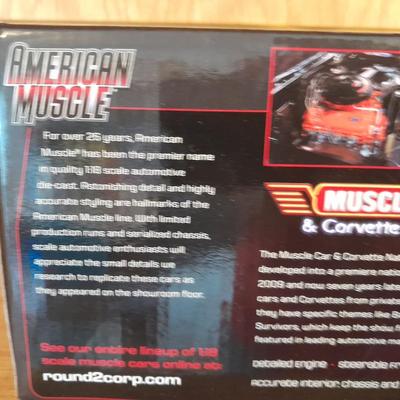 AMERICAN
MUSCLE
For over 25 years, American
Muscle® has been the premier name
in quality 1:18 scale automotive
die-cast. Astonishing detail and highly
accurate styling are hallmarks of the
American Muscle line. With limited
production runs and serialized chassis,
scale automotive enthusiasts will
appreciate the small details we
research to replicate these cars as
they appeared on the showroom floor.
See our entire lineup of 1:18
scale muscle cars online at:
round2corp.com
MUSCL
& Corvette
The Muscle Car & Corvette Nat
developed into a premiere natio
2009 and now seven years late
cars and Corvettes from privat
they have specific themes like B
Survivors, which keep the show f
featured in leading automotive m
Detailed engine - Steerable Fr
Accurate interior, chassis and